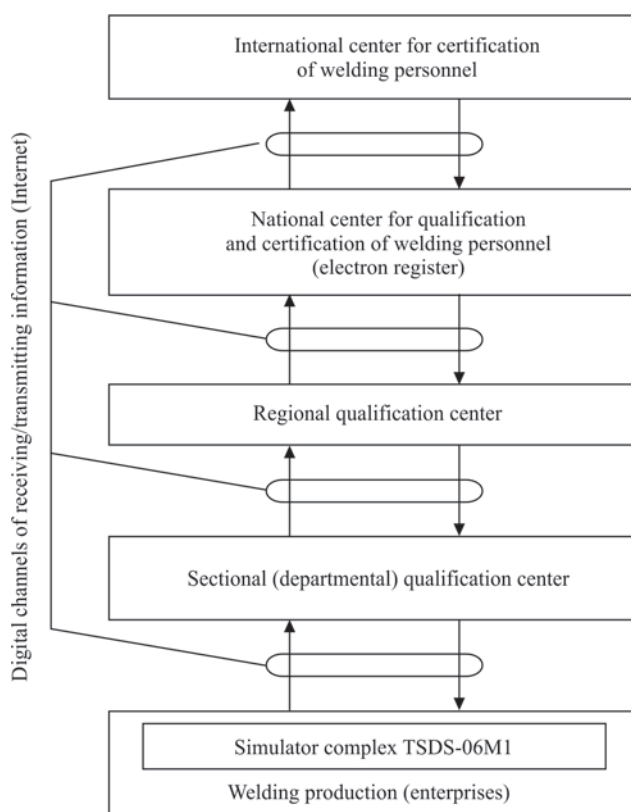 International center for certification
of welding personnel
Digital channels of receiving/transmitting information (Internet)
National center for qualification
and certification of welding personnel
(electron register)
Regional qualification center
Sectional (departmental) qualification center
Simulator complex TSDS-06M1
Welding production (enterprises)